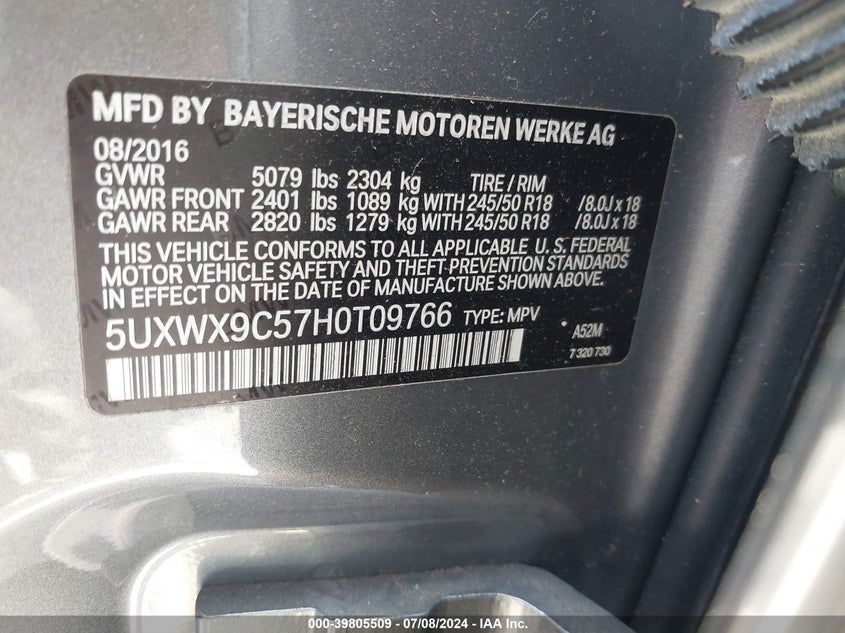 MFD BY BAYERISCHE MOTOREN WERKE AG
08/2016
GVWR 5079 lbs 2304 kg TIRE / RIM
GAWR FRONT 2401 lbs 1089 kg WITH 245/50 R18 /8.0J x 18
GAWR REAR 2820 lbs 1279 kg WITH 245/50 R18 /8.0J x 18
THIS VEHICLE CONFORMS TO ALL APPLICABLE U. S. FEDERAL
MOTOR VEHICLE SAFETY AND THEFT PREVENTION STANDARDS
IN EFFECT ON THE DATE OF MANUFACTURE SHOWN ABOVE.
5UXWX9C57H0T09766 TYPE: MPV
A52M
7 320 730
000-39805509 - 07/08/2024 - IAA Inc.